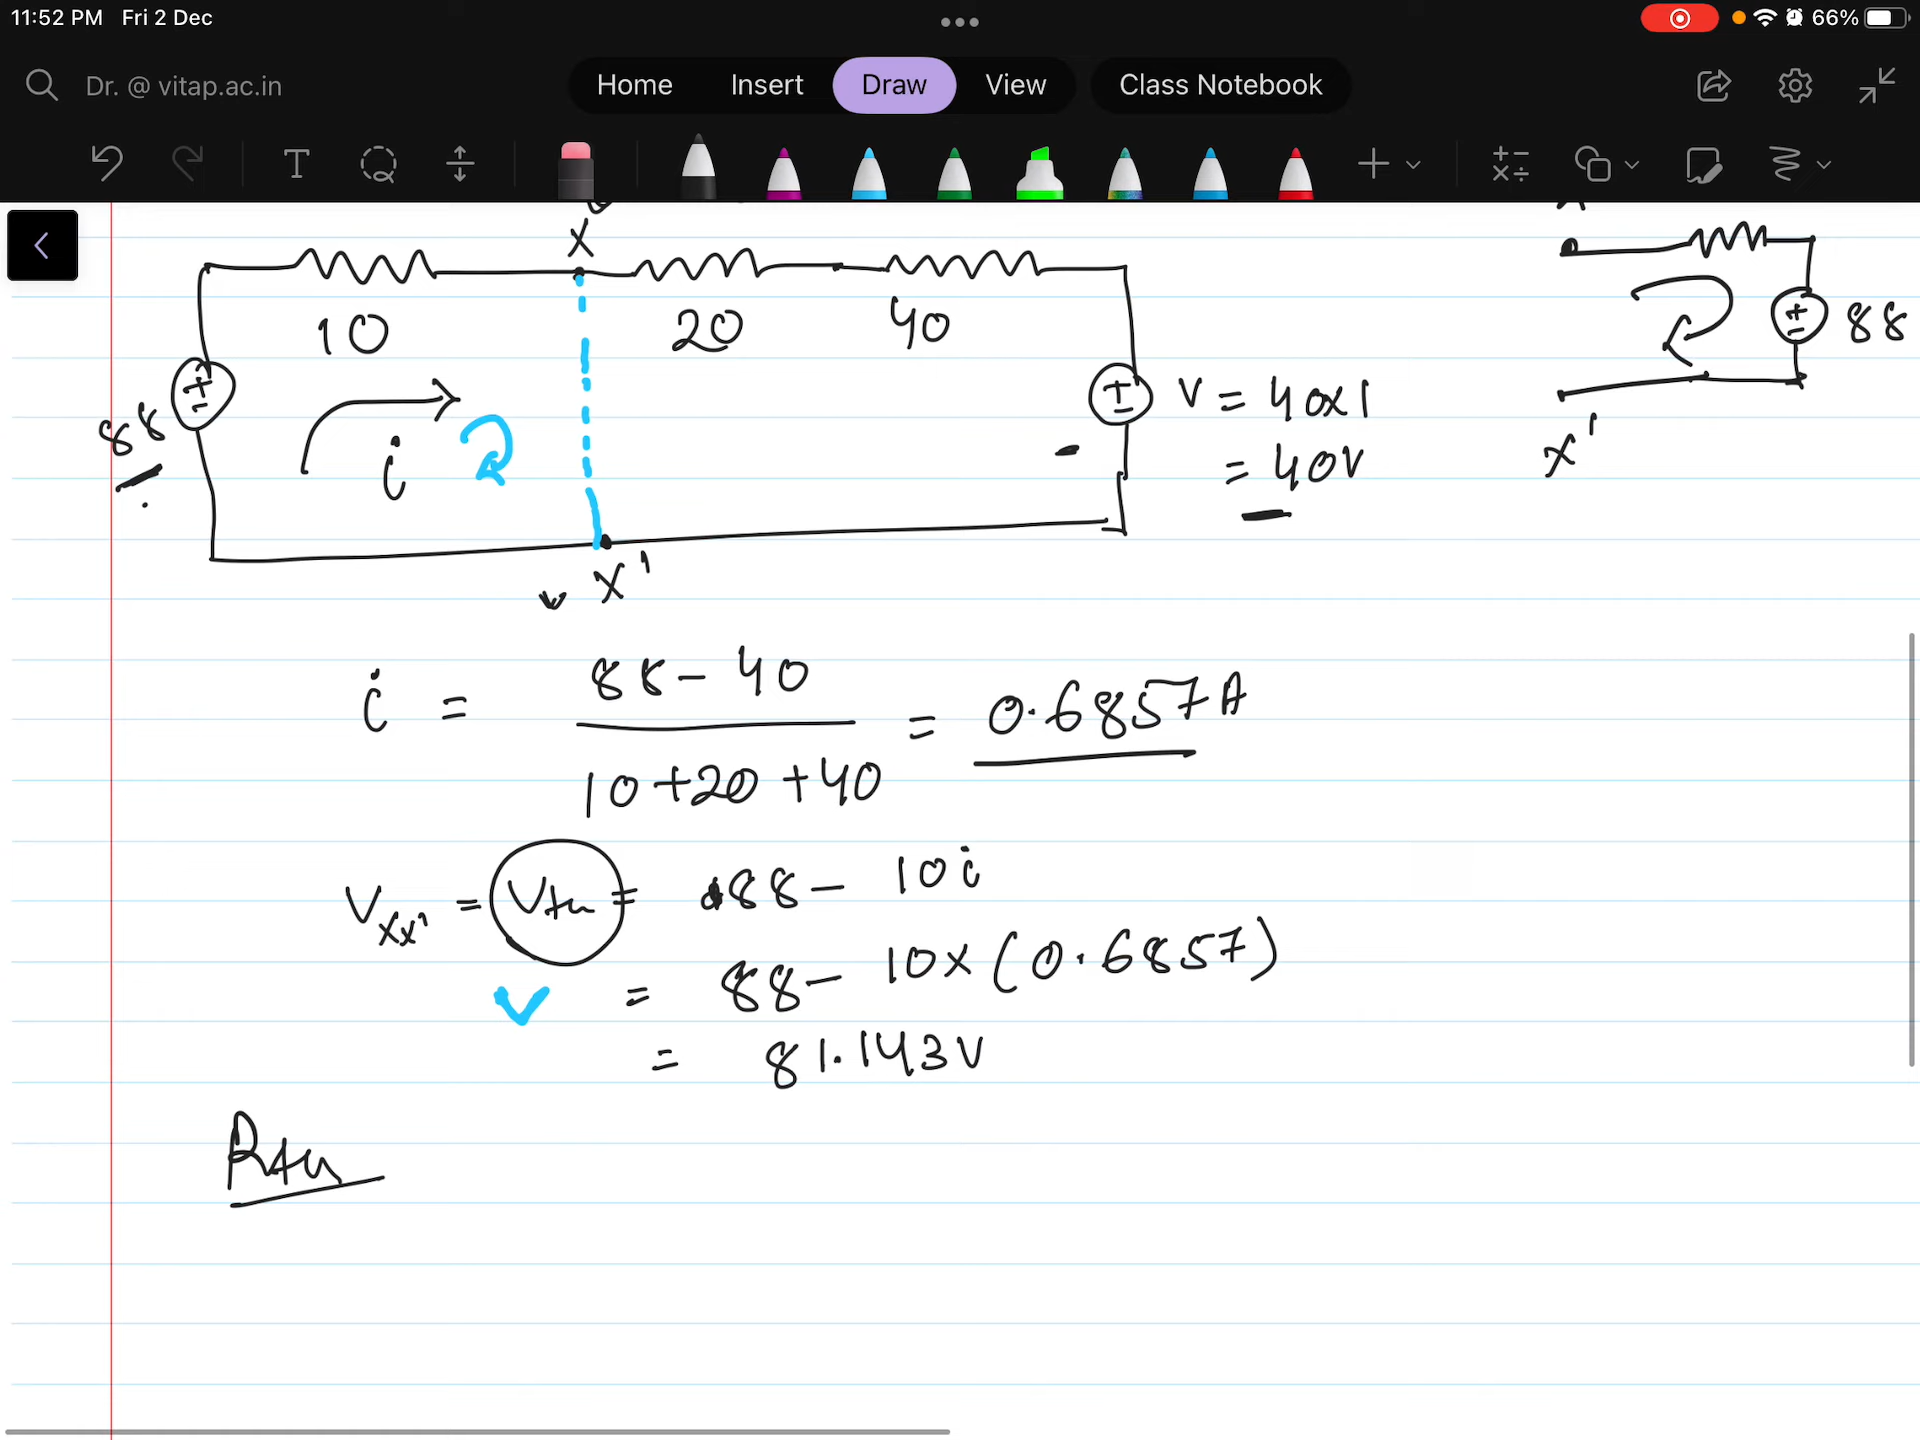 11:52 PM Fri 2 Dec
66%
Dr. @ vitap.ac.in
Home Insert Draw View Class Notebook
T
X
10 20 40
88
i
+ -
+ -
V = 40x1
= 40V
X'
+ -
88
X'
i = 88 - 40 / 10 + 20 + 40 = 0.6857A
Vxx' = Vth = 88 - 10i
= 88 - 10x(0.6857)
= 81.143V
Rth